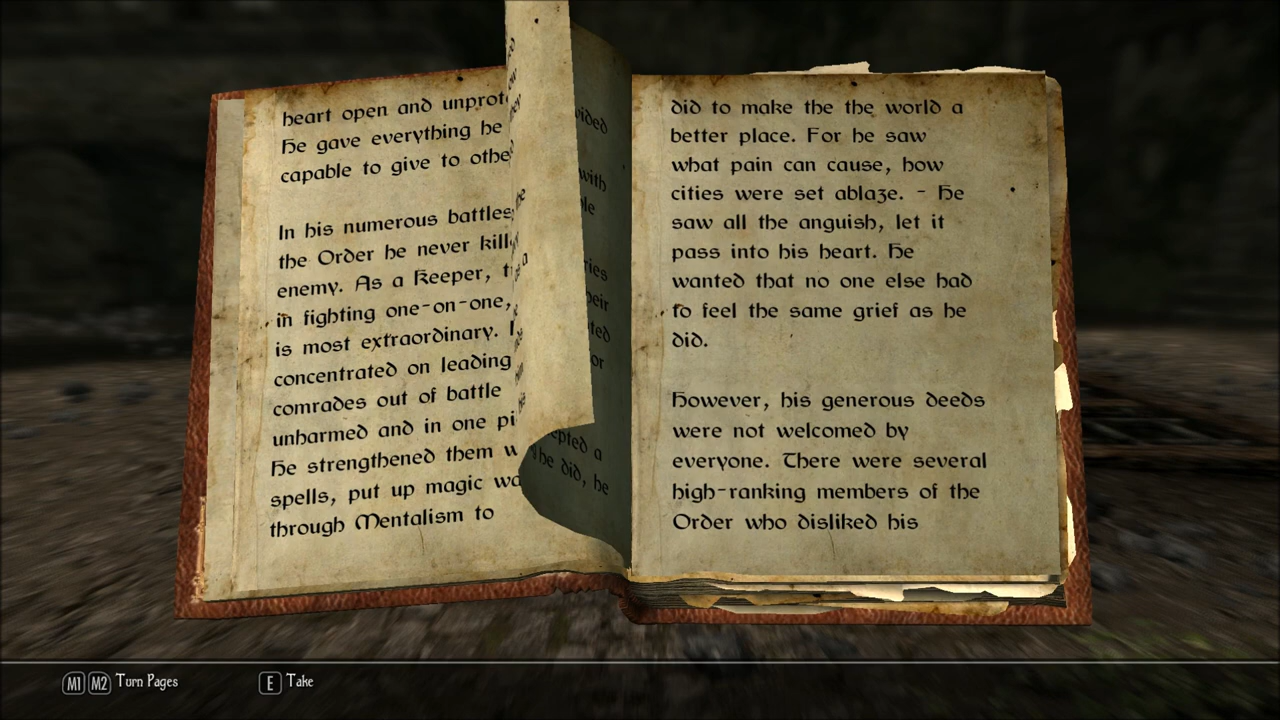 heart open and
He gave everything he
capable to give to
In his numerous battles
the Order he never
enemy. As a Keeper,
in fighting one-on-one,
is most extraordinary.
concentrated on leading
comrades out of battle
unharmed and in one
He strengthened them
spells, put up magic
through Mentalism to
with
did, he
did to make the the world a
better place. For he saw
what pain can cause, how
cities were set ablaze. - He
saw all the anguish, let it
pass into his heart. He
wanted that no one else had
to feel the same grief as he
did.
However, his generous deeds
were not welcomed by
everyone. There were several
high-ranking members of the
Order who disliked his
M1 M2 Turn Pages
E Take